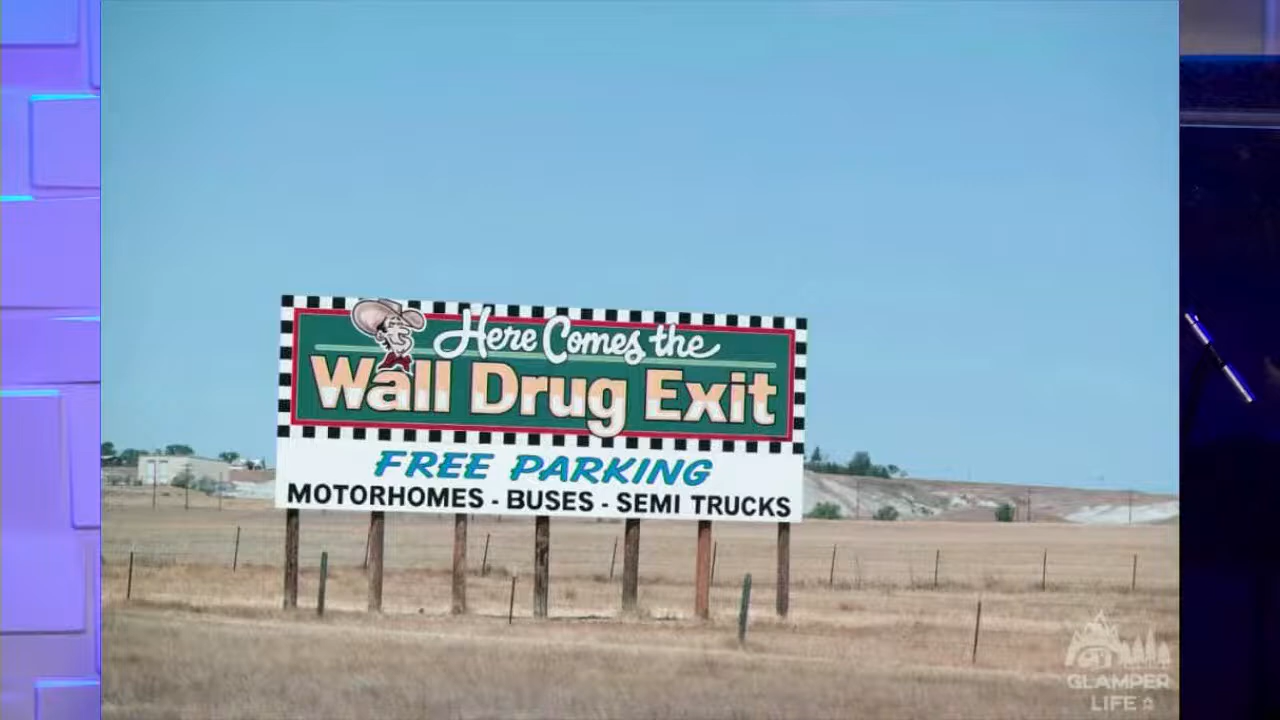 Here Comes the
Wall Drug Exit
FREE PARKING
MOTORHOMES - BUSES - SEMI TRUCKS
GLAMPER
LIFE